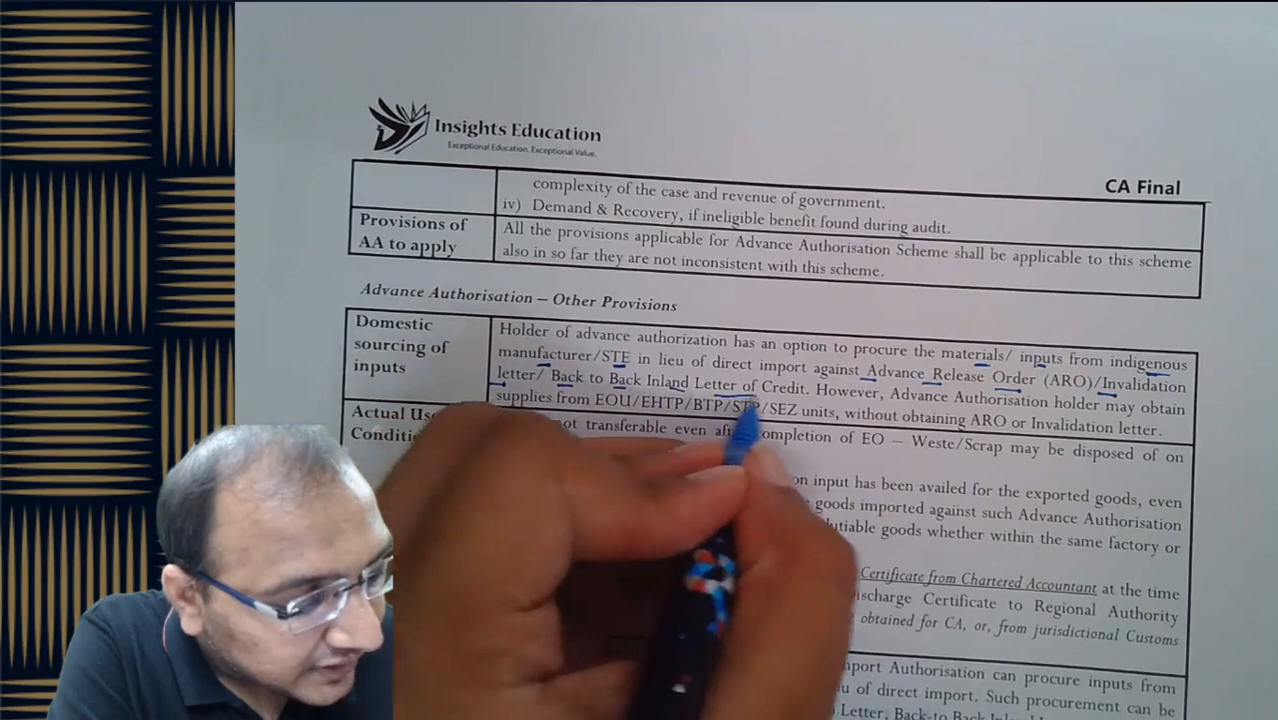 Insights Education
Exceptional Education. Exceptional Value.
CA Final
complexity of the case and revenue of government.
iv) Demand & Recovery, if ineligible benefit found during audit.
Provisions of
AA to apply
All the provisions applicable for Advance Authorisation Scheme shall be applicable to this scheme
also in so far they are not inconsistent with this scheme.
Advance Authorisation – Other Provisions
Domestic
sourcing of
inputs
Holder of advance authorization has an option to procure the materials/ inputs from indigenous
manufacturer/STE in lieu of direct import against Advance Release Order (ARO)/Invalidation
letter/ Back to Back Inland Letter of Credit. However, Advance Authorisation holder may obtain
supplies from EOU/EHTP/BTP/STP/SEZ units, without obtaining ARO or Invalidation letter.
Actual
not transferable even completion of EO – Weste/Scrap may be disposed of on
on input has been availed for the exported goods, even
goods imported against such Advance Authorisation
goods whether within the same factory or
Certificate from Chartered Accountant at the time
Discharge Certificate to Regional Authority
obtained for CA, or, from jurisdictional Customs
Authorisation can procure inputs from
of direct import. Such procurement can be
Letter, Back-to